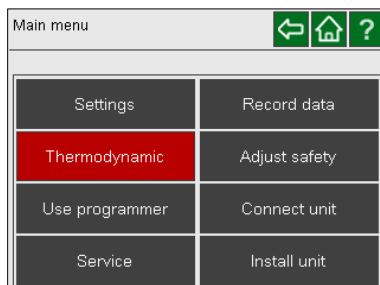 Main menu
?
Settings
Record data
Thermodynamic
Adjust safety
Use programmer
Connect unit
Service
Install unit